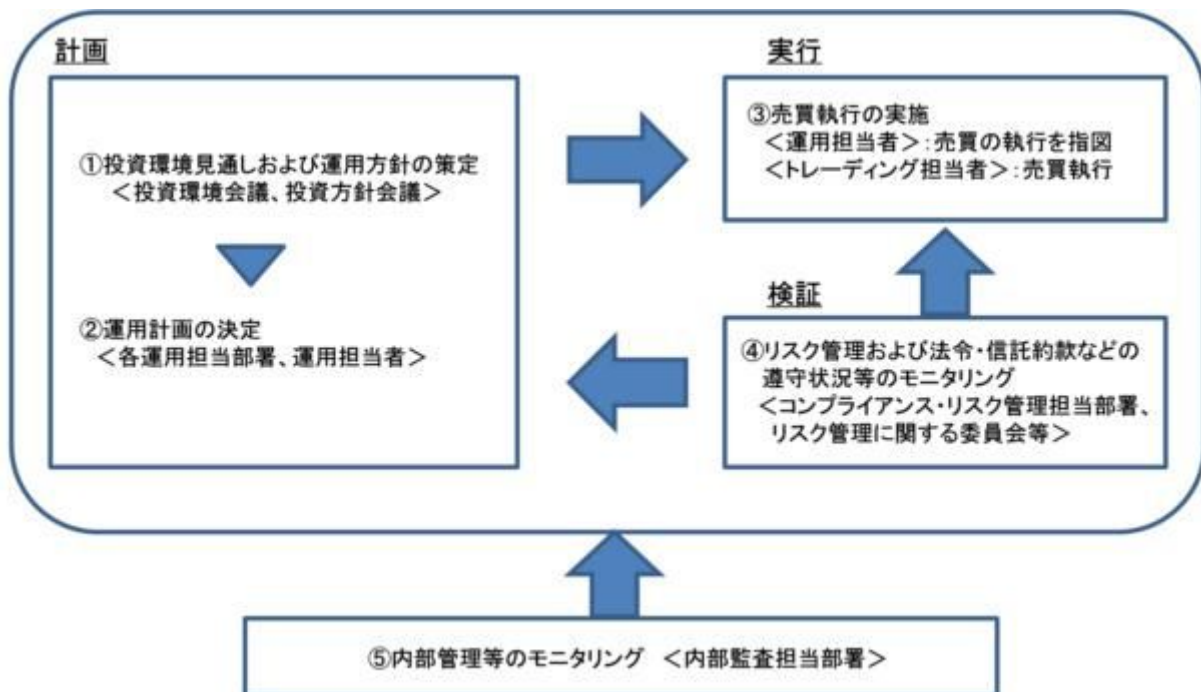 計画
①投資環境見通しおよび運用方針の策定
＜投資環境会議、投資方針会議＞
②運用計画の決定
＜各運用担当部署、運用担当者＞
実行
③売買執行の実施
＜運用担当者＞：売買の執行を指図
＜トレーディング担当者＞：売買執行
検証
④リスク管理および法令・信託約款などの
遵守状況等のモニタリング
＜コンプライアンス・リスク管理担当部署、
リスク管理に関する委員会等＞
⑤内部管理等のモニタリング　＜内部監査担当部署＞